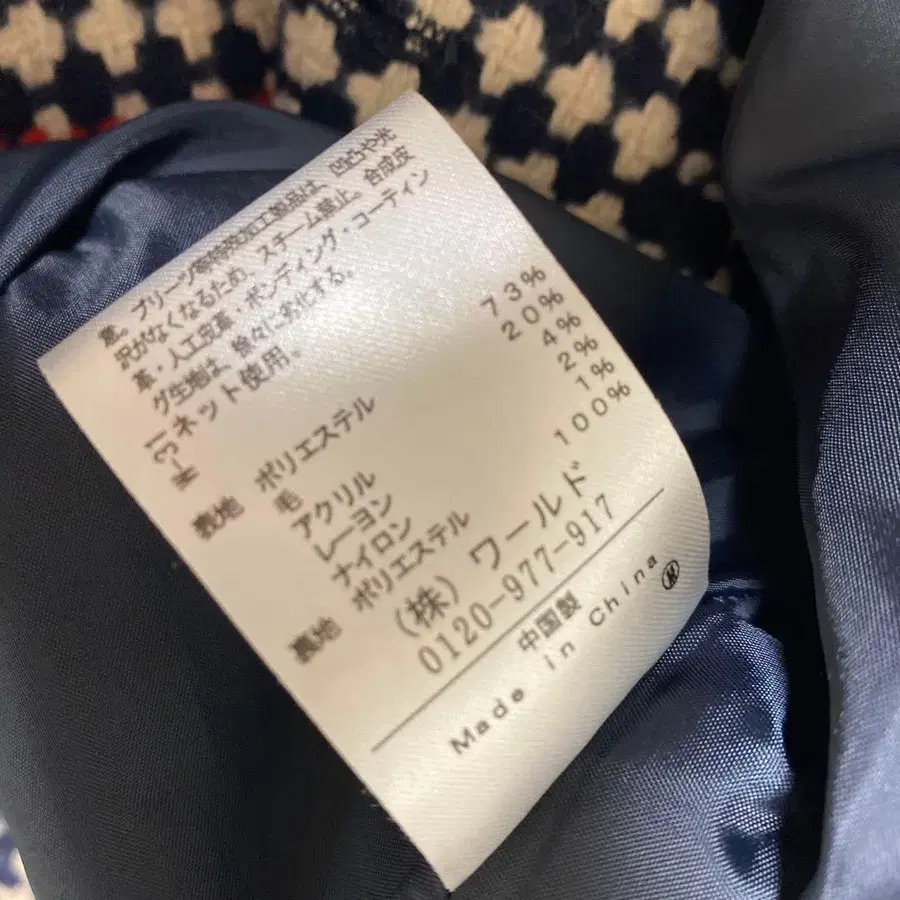 意。プリーツ等特殊加工製品は、凹凸や光
沢がなくなるため、スチーム禁止。合成皮
革・人工皮革・ボンディング・コーティン
グ生地は、徐々に劣化する。
ネット使用。
表地 ポリエステル 73%
毛 20%
アクリル 4%
レーヨン 2%
ナイロン 1%
裏地 ポリエステル 100%
(株) ワールド
0120-977-917
中国製
Made in China